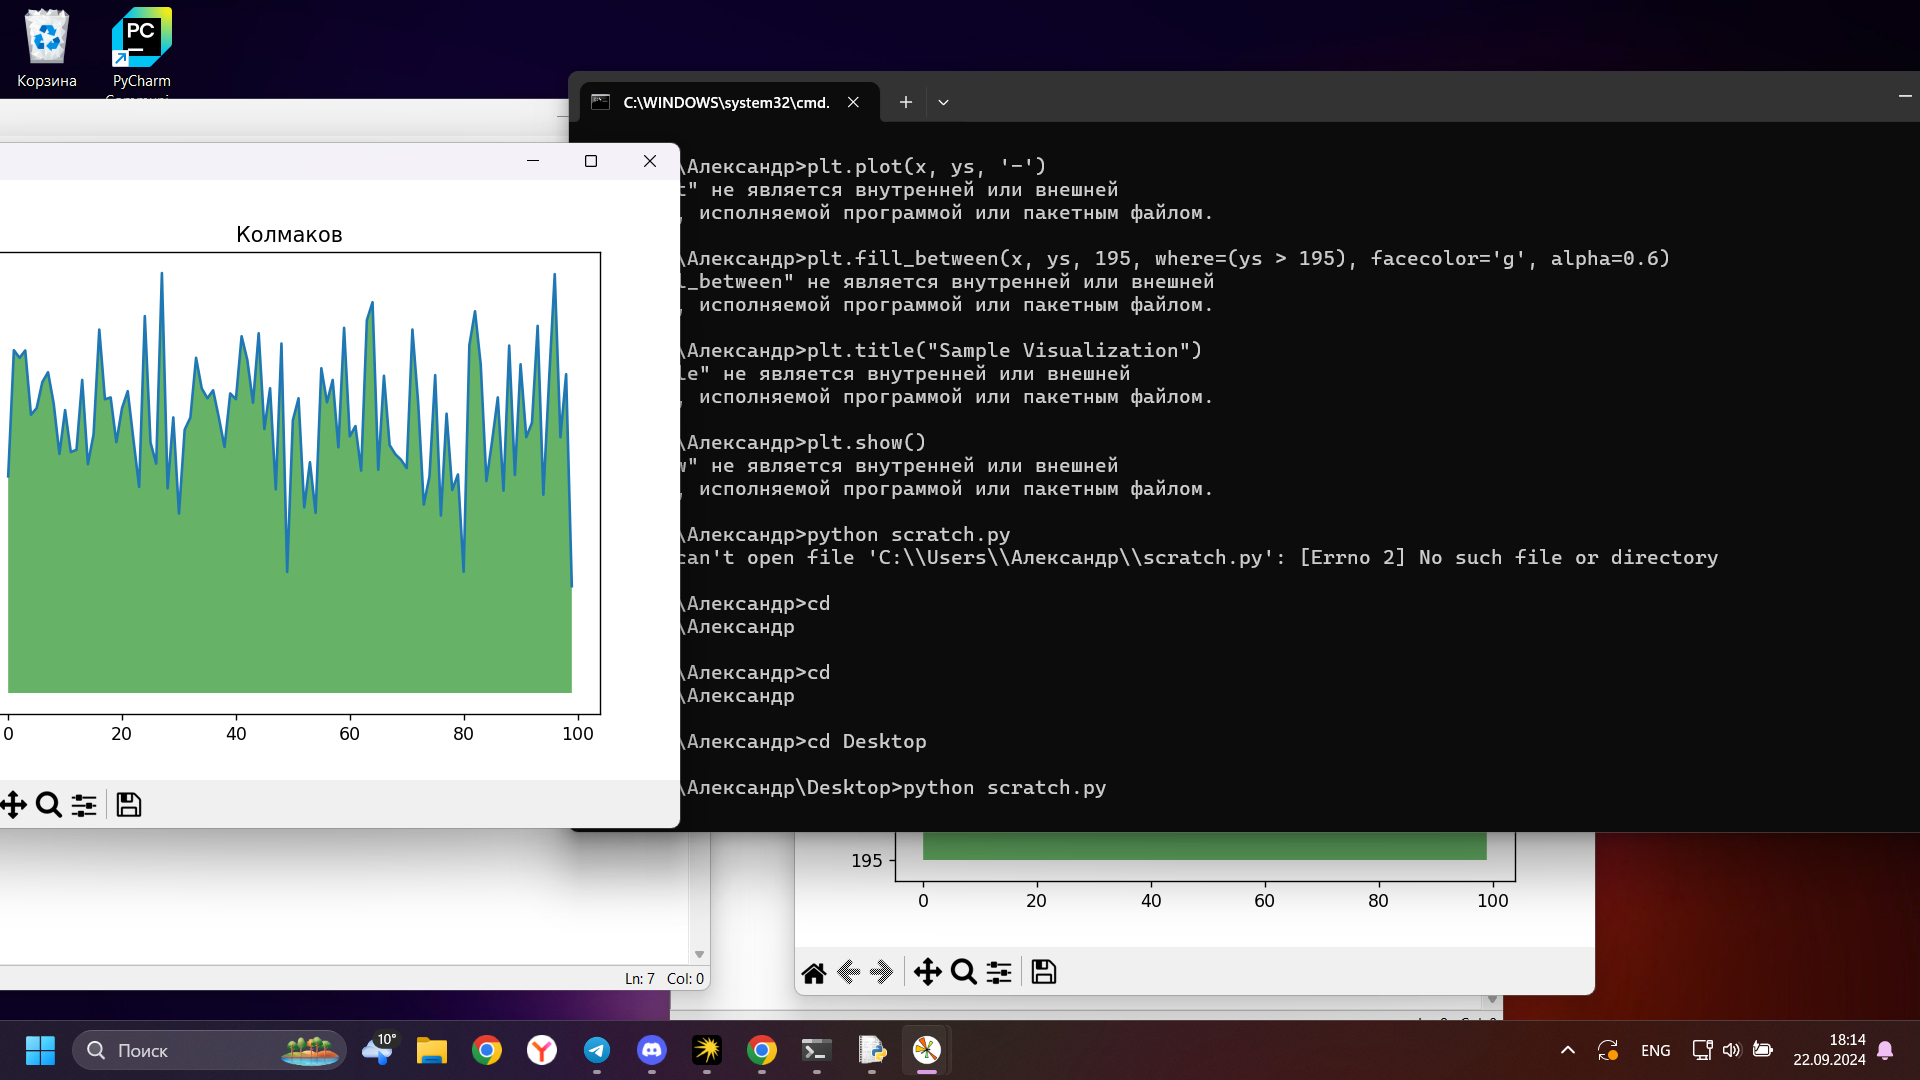 Корзина
PyCharm
C:\WINDOWS\system32\cmd.
\Александр>plt.plot(x, ys, '-')
t" не является внутренней или внешней
, исполняемой программой или пакетным файлом.
\Александр>plt.fill_between(x, ys, 195, where=(ys > 195), facecolor='g', alpha=0.6)
l_between" не является внутренней или внешней
, исполняемой программой или пакетным файлом.
\Александр>plt.title("Sample Visualization")
le" не является внутренней или внешней
, исполняемой программой или пакетным файлом.
\Александр>plt.show()
w" не является внутренней или внешней
, исполняемой программой или пакетным файлом.
\Александр>python scratch.py
can't open file 'C:\\Users\\Александр\\scratch.py': [Errno 2] No such file or directory
\Александр>cd
\Александр
\Александр>cd
\Александр
\Александр>cd Desktop
\Александр\Desktop>python scratch.py
Колмаков
0 20 40 60 80 100
195
0 20 40 60 80 100
Ln: 7 Col: 0
Поиск
10°
ENG
18:14
22.09.2024